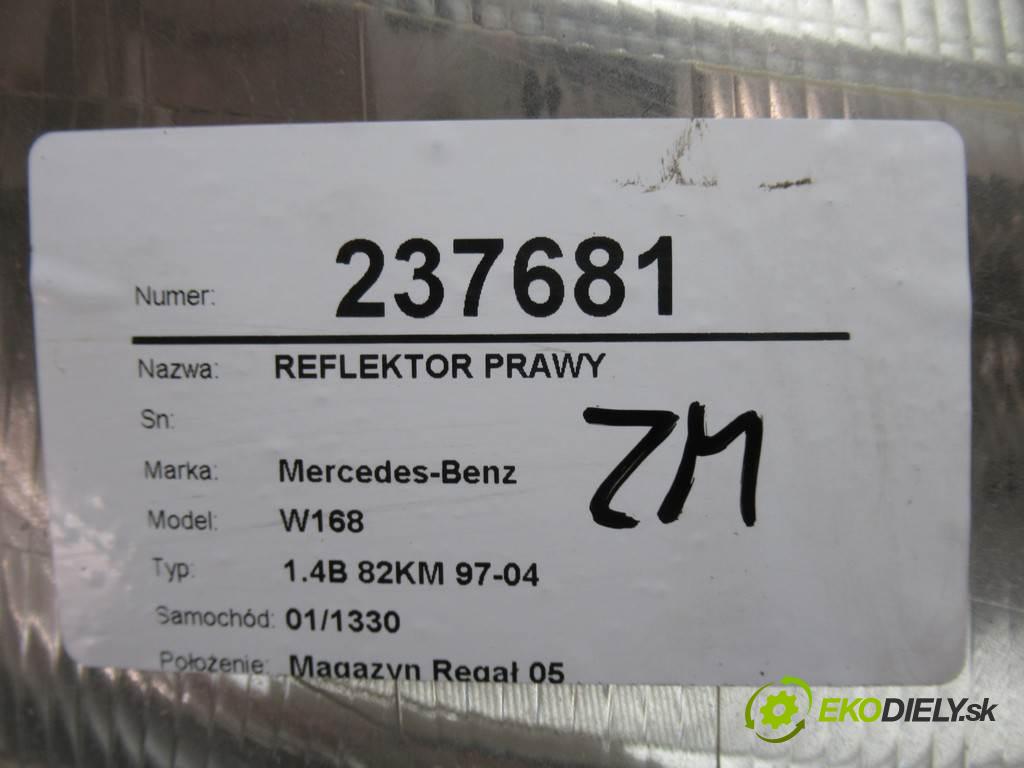 Numer: 237681
Nazwa: REFLEKTOR PRAWY
Sn:
ZM
Marka: Mercedes-Benz
Model: W168
Typ: 1.4B 82KM 97-04
Samochód: 01/1330
Położenie: Magazyn Regał 05
EKODIELY.sk